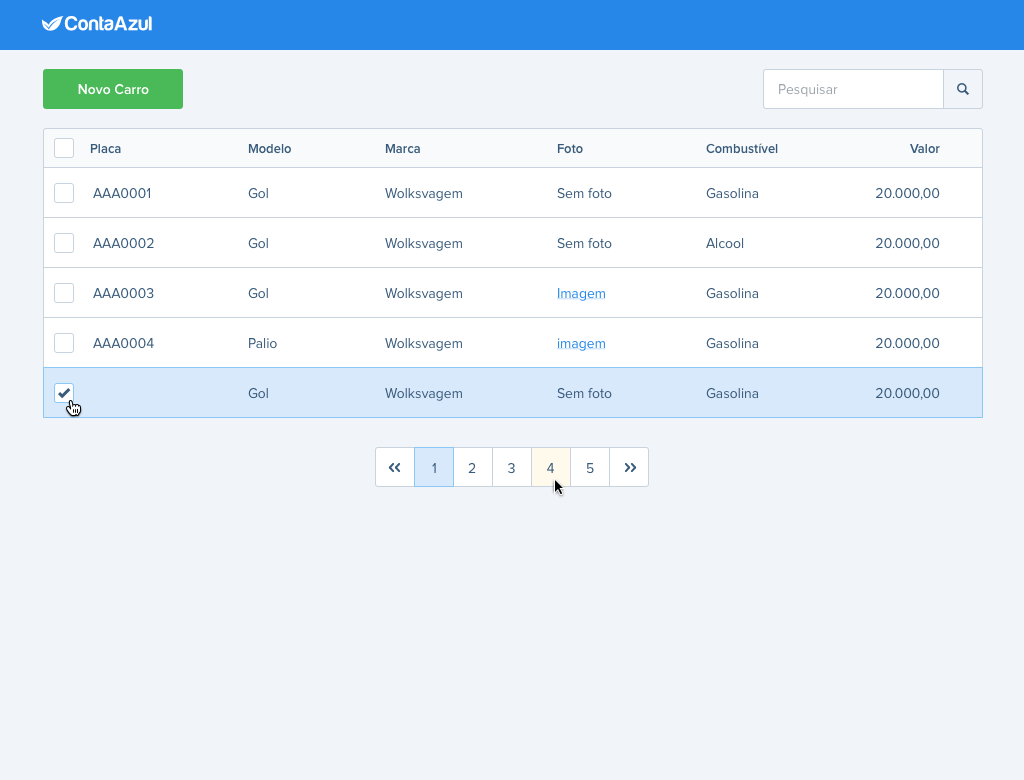 ContaAzul
Novo Carro
Pesquisar
Placa Modelo Marca Foto Combustível Valor
AAA0001 Gol Wolksvagem Sem foto Gasolina 20.000,00
AAA0002 Gol Wolksvagem Sem foto Alcool 20.000,00
AAA0003 Gol Wolksvagem Imagem Gasolina 20.000,00
AAA0004 Palio Wolksvagem imagem Gasolina 20.000,00
Gol Wolksvagem Sem foto Gasolina 20.000,00
« 1 2 3 4 5 »